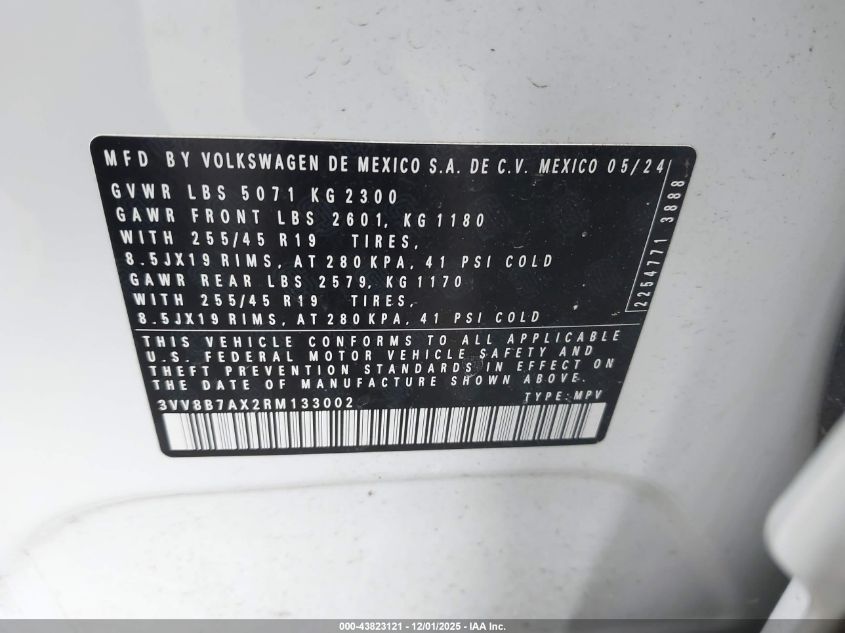 MFD BY VOLKSWAGEN DE MEXICO S.A. DE C.V. MEXICO 05/24
GVWR LBS 5071 KG 2300
GAWR FRONT LBS 2601, KG 1180
WITH 255/45 R19 TIRES,
8.5JX19 RIMS, AT 280 KPA, 41 PSI COLD
GAWR REAR LBS 2579, KG 1170
WITH 255/45 R19 TIRES,
8.5JX19 RIMS, AT 280 KPA, 41 PSI COLD
2254771 3888
THIS VEHICLE CONFORMS TO ALL APPLICABLE
U.S. FEDERAL MOTOR VEHICLE SAFETY AND
THEFT PREVENTION STANDARDS IN EFFECT ON
THE DATE OF MANUFACTURE SHOWN ABOVE.
3VV8B7AX2RM133002 TYPE: MPV
000-43823121 - 12/01/2025 - IAA Inc.